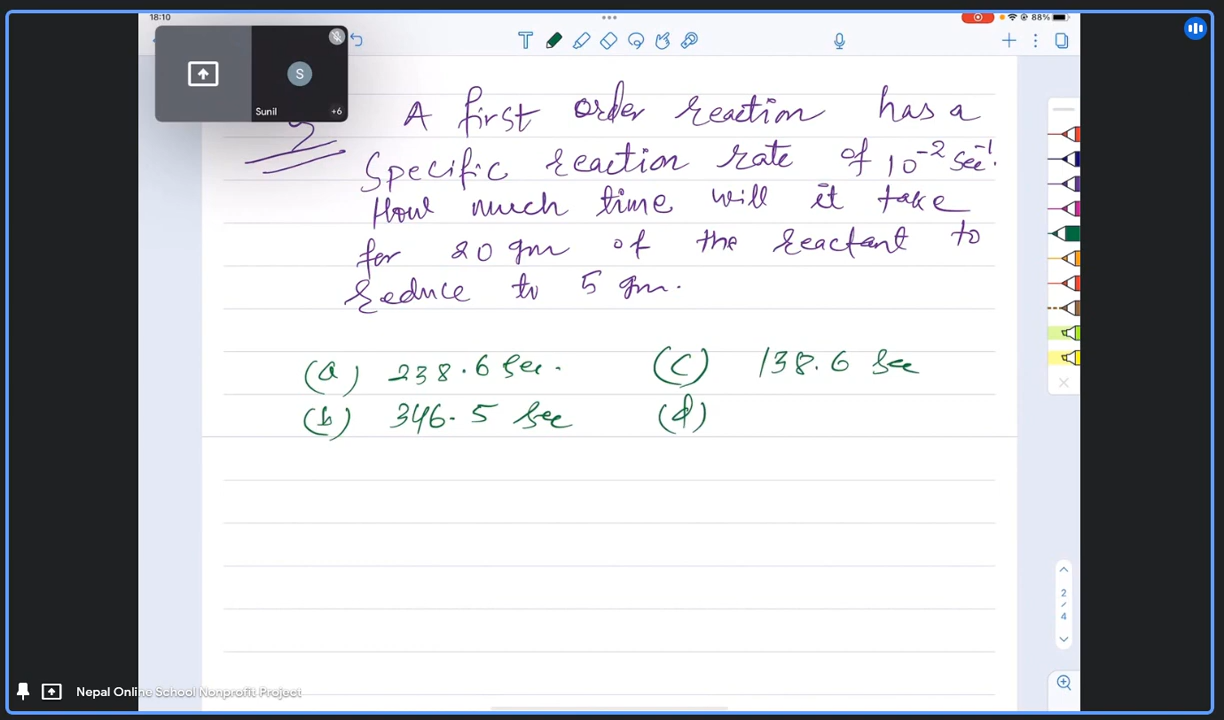 18:10
88%
S
Sunil
+6
A first order reaction has a
Specific reaction rate of 10⁻² sec⁻¹.
How much time will it take
for 20 gm of the reactant to
reduce to 5 gm.
(a) 238.6 sec. (c) 138.6 sec
(b) 346.5 sec (d)
2
/
4
Nepal Online School Nonprofit Project